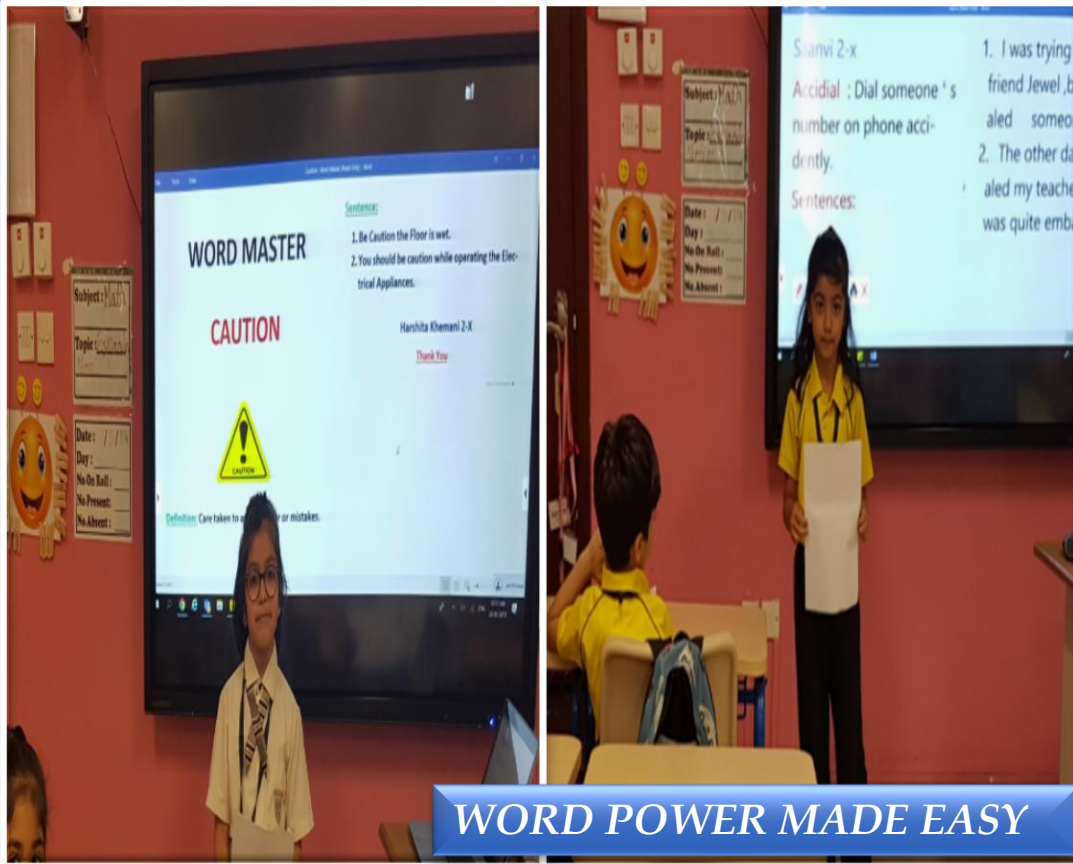 WORD MASTER
CAUTION
CAUTION
Definition: Care taken to or mistakes.
Sentence:
1. Be Caution the Floor is wet.
2. You should be caution while operating the Elec-
trical Appliances.
Harshita Khemani 2-X
Thank You
Subject: Math
Topic:
Date:
Day:
No.On Roll:
No.Present:
No.Absent:
Saanvi 2-x
Accidial : Dial someone ' s
number on phone acci-
dently.
Sentences:
1. I was trying
friend Jewel ,b
aled someo
2. The other da
aled my teache
was quite emba
Subject: Math
Topic:
Date:
Day:
No.On Roll:
No.Present:
No.Absent:
WORD POWER MADE EASY